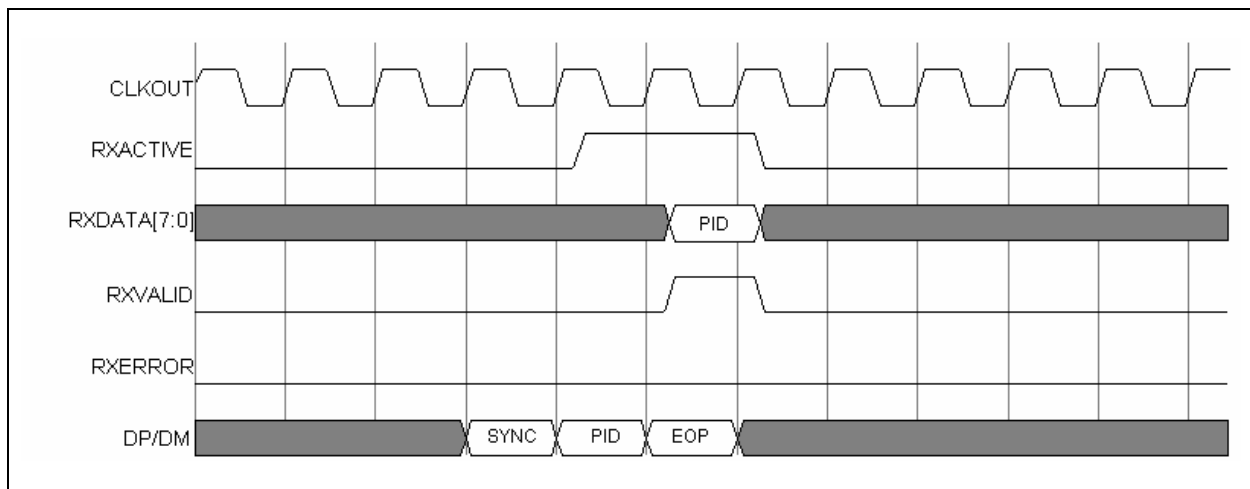 CLKOUT
RXACTIVE
RXDATA[7:0] PID
RXVALID
RXERROR
DP/DM SYNC PID EOP